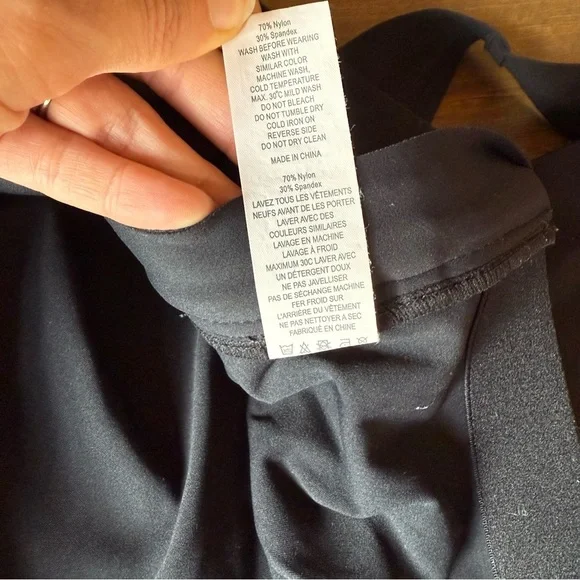 70% Nylon
30% Spandex
WASH BEFORE WEARING
WASH WITH
SIMILAR COLOR
MACHINE WASH,
COLD TEMPERATURE
MAX. 30°C MILD WASH
DO NOT BLEACH
DO NOT TUMBLE DRY
COLD IRON ON
REVERSE SIDE
DO NOT DRY CLEAN
MADE IN CHINA
70% Nylon
30% Spandex
LAVEZ TOUS LES VÊTEMENTS
NEUFS AVANT DE LES PORTER
LAVER AVEC DES
COULEURS SIMILAIRES
LAVAGE EN MACHINE
LAVAGE À FROID
MAXIMUM 30C LAVER AVEC
UN DÉTERGENT DOUX
NE PAS JAVELLISER
PAS DE SÉCHANGE MACHINE
FER FROID SUR
L'ARRIÈRE DU VÊTEMENT
NE PAS NETTOYER A SEC
FABRIQUÉ EN CHINE